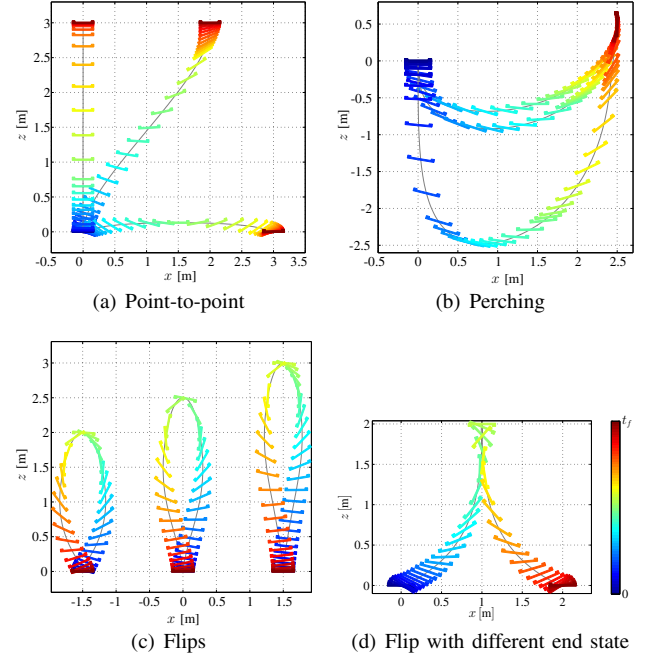 3
2.5
2
1.5
1
0.5
0
z [m]
-0.5 0 0.5 1 1.5 2 2.5 3 3.5
x [m]
(a) Point-to-point
0.5
0
-0.5
-1
-1.5
-2
-2.5
z [m]
-0.5 0 0.5 1 1.5 2 2.5
x [m]
(b) Perching
3
2.5
2
1.5
1
0.5
0
z [m]
-1.5 -1 -0.5 0 0.5 1 1.5
x [m]
(c) Flips
2
1.5
1
0.5
0
z [m]
0 0.5 1 1.5 2
x [m]
t_f
0
(d) Flip with different end state